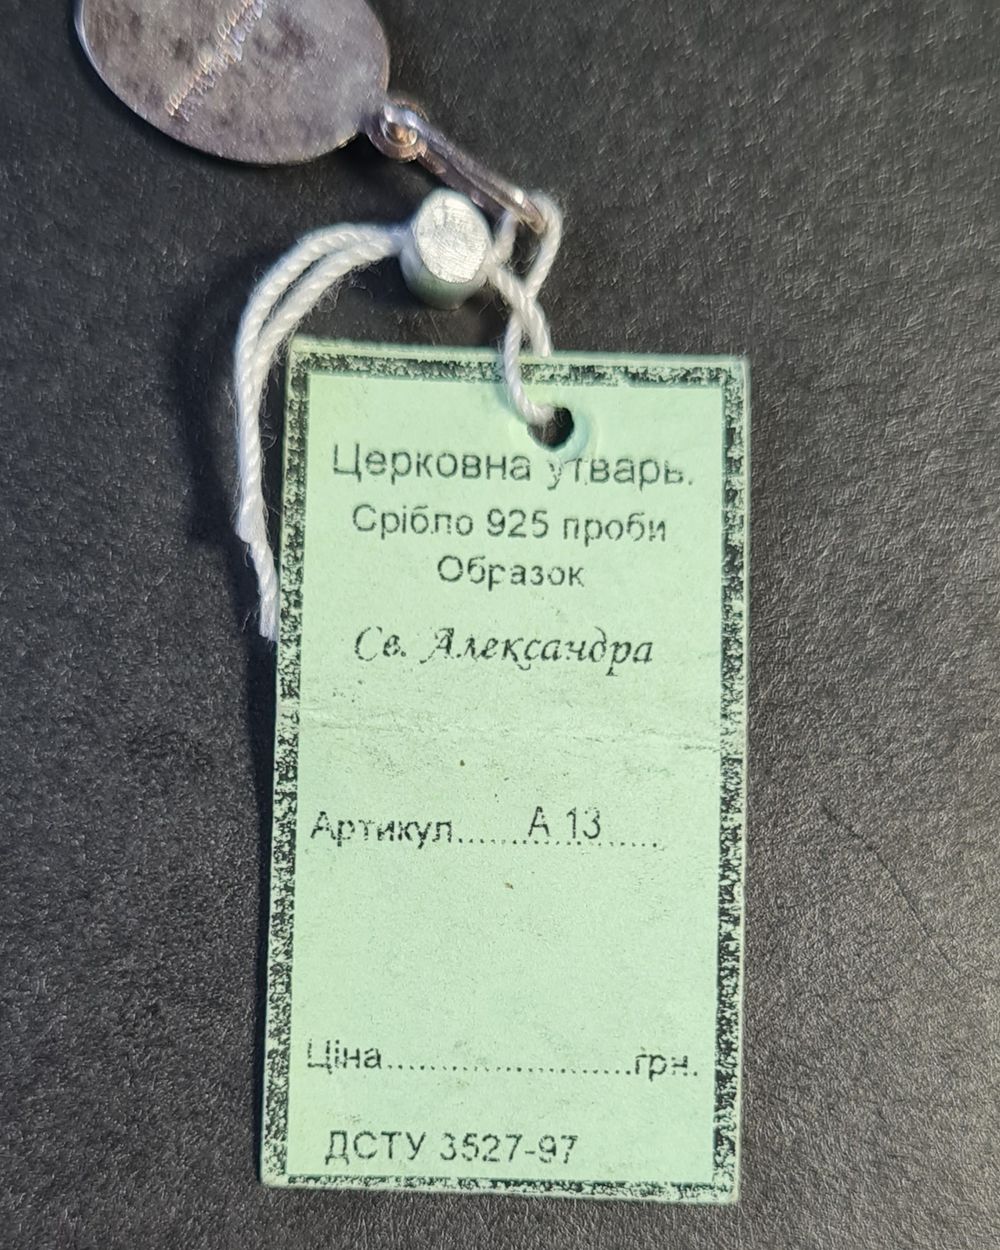 Церковна утварь.
Срібло 925 проби
Образок
Св. Александра
Артикул......А 13......
Ціна.......................грн.
ДСТУ 3527-97